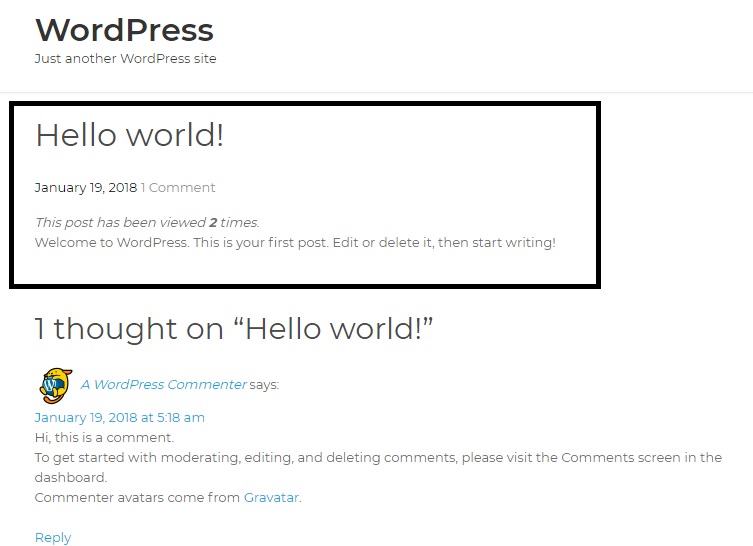 WordPress
Just another WordPress site
Hello world!
January 19, 2018 1 Comment
This post has been viewed 2 times.
Welcome to WordPress. This is your first post. Edit or delete it, then start writing!
1 thought on “Hello world!”
A WordPress Commenter says:
January 19, 2018 at 5:18 am
Hi, this is a comment.
To get started with moderating, editing, and deleting comments, please visit the Comments screen in the
dashboard.
Commenter avatars come from Gravatar.
Reply